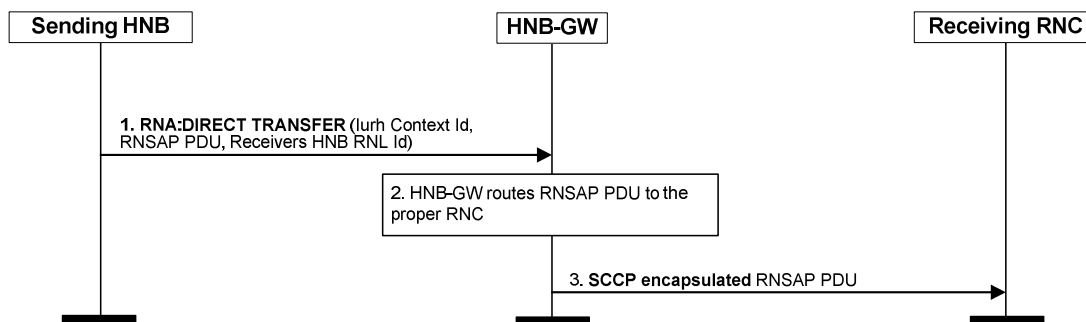 Sending HNB
HNB-GW
Receiving RNC
1. RNA:DIRECT TRANSFER (Iurh Context Id,
RNSAP PDU, Receivers HNB RNL Id)
2. HNB-GW routes RNSAP PDU to the
proper RNC
3. SCCP encapsulated RNSAP PDU